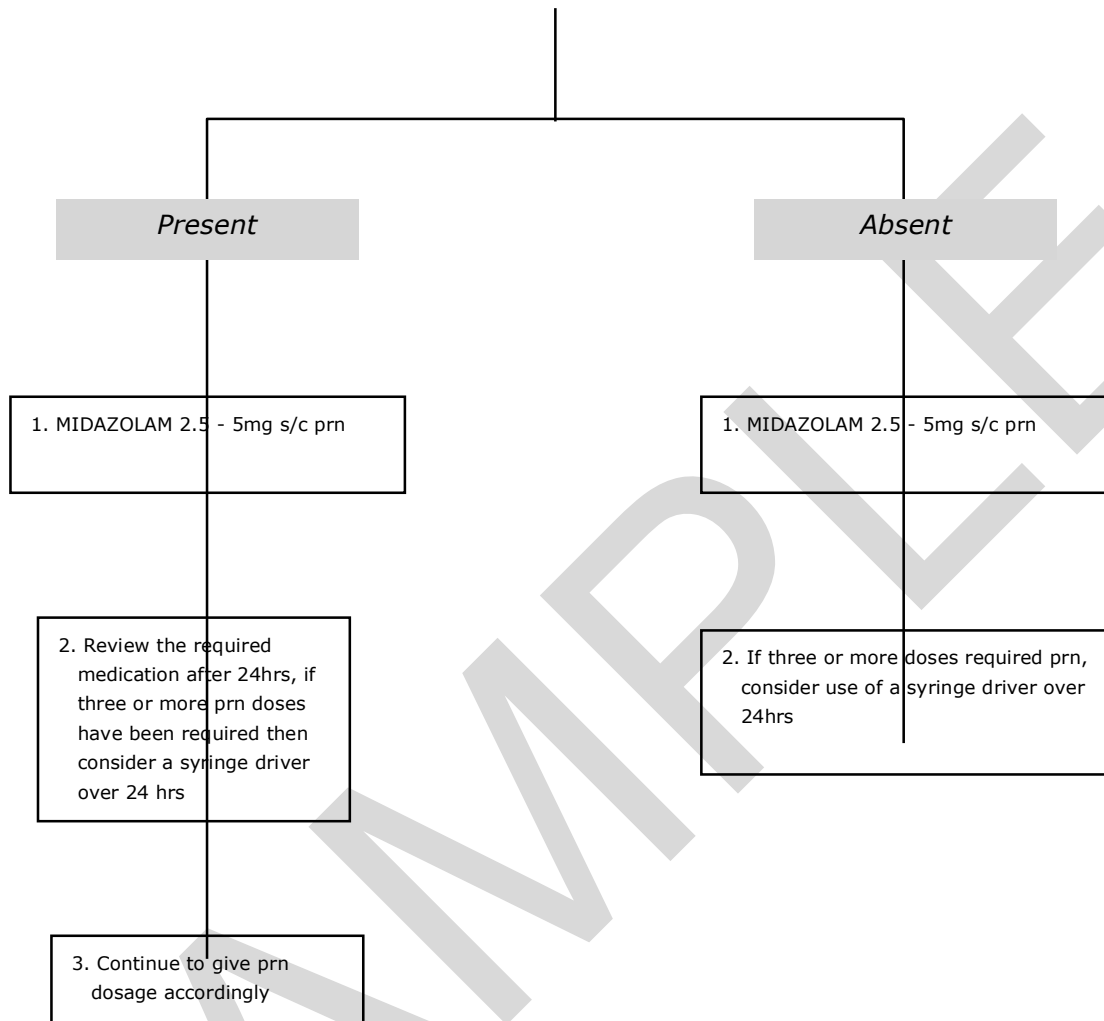 Present
1. MIDAZOLAM 2.5 - 5mg s/c prn
2. Review the required
medication after 24hrs, if
three or more prn doses
have been required then
consider a syringe driver
over 24 hrs
3. Continue to give prn
dosage accordingly
Absent
1. MIDAZOLAM 2.5 - 5mg s/c prn
2. If three or more doses required prn,
consider use of a syringe driver over
24hrs
AMPLE